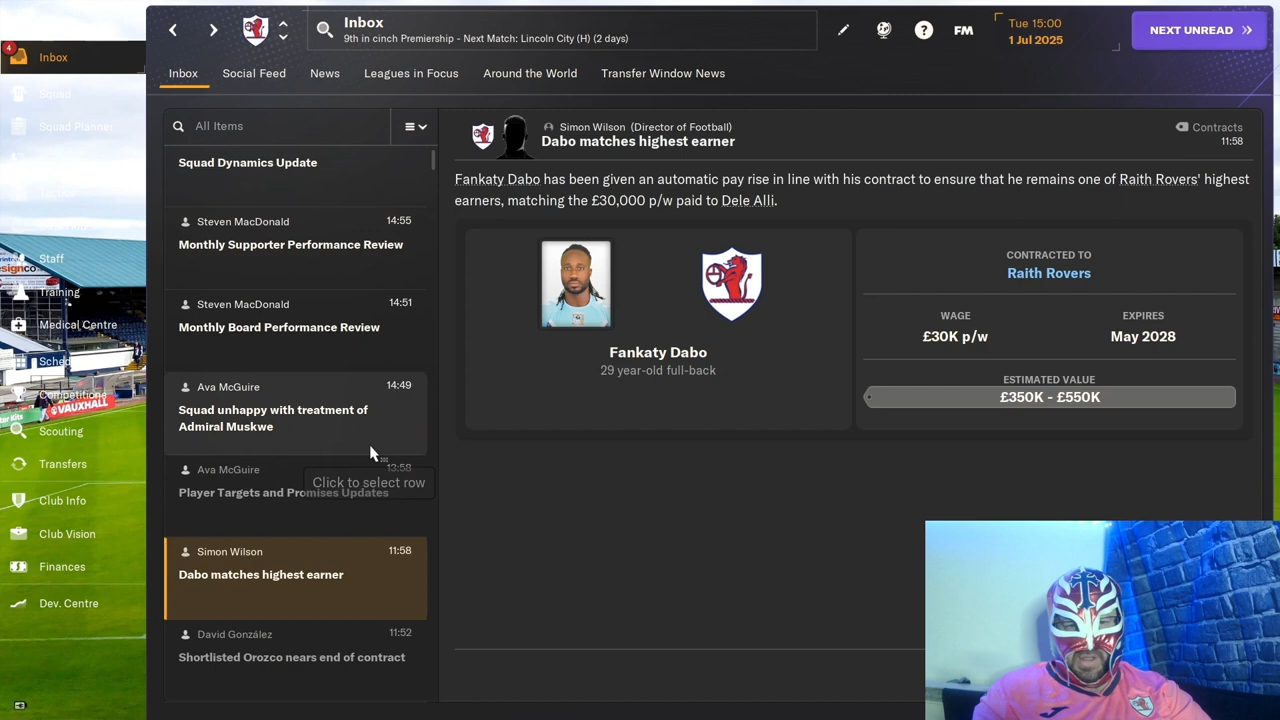 Inbox
9th in cinch Premiership - Next Match: Lincoln City (H) (2 days)
FM
Tue 15:00
1 Jul 2025
NEXT UNREAD
4
Inbox
Squad
Squad Planner
Staff
Training
Medical Centre
Sched
Competitions
Scouting
Transfers
Club Info
Club Vision
Finances
Dev. Centre
VAUXHALL
Inbox
Social Feed
News
Leagues in Focus
Around the World
Transfer Window News
All Items
Squad Dynamics Update
Steven MacDonald 14:55
Monthly Supporter Performance Review
Steven MacDonald 14:51
Monthly Board Performance Review
Ava McGuire 14:49
Squad unhappy with treatment of
Admiral Muskwe
Ava McGuire 13:58
Player Targets and Promises Updates
Click to select row
Simon Wilson 11:58
Dabo matches highest earner
David González 11:52
Shortlisted Orozco nears end of contract
Simon Wilson (Director of Football)
Dabo matches highest earner
Contracts
11:58
Fankaty Dabo has been given an automatic pay rise in line with his contract to ensure that he remains one of Raith Rovers' highest
earners, matching the £30,000 p/w paid to Dele Alli.
Fankaty Dabo
29 year-old full-back
CONTRACTED TO
Raith Rovers
WAGE
£30K p/w
EXPIRES
May 2028
ESTIMATED VALUE
£350K - £550K